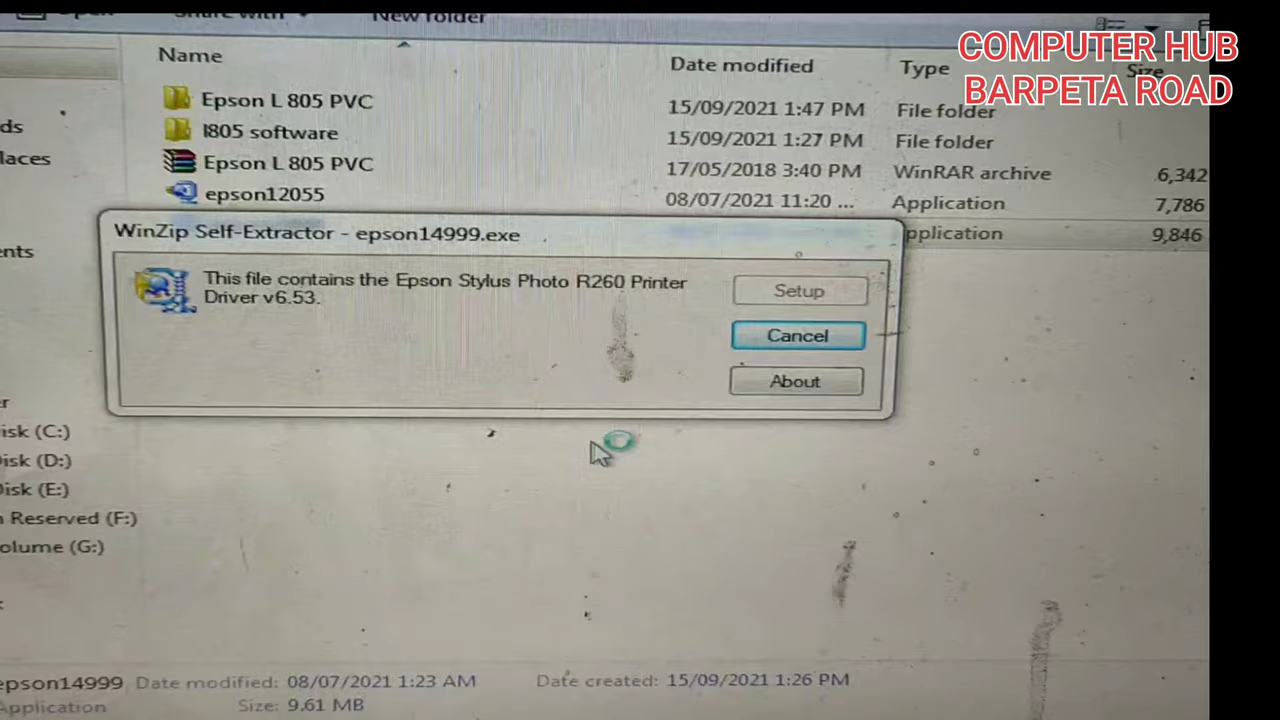 Open
Share with
New folder
COMPUTER HUB
BARPETA ROAD
Name
Date modified
Type
Size
Epson L 805 PVC
15/09/2021 1:47 PM
File folder
l805 software
15/09/2021 1:27 PM
File folder
Epson L 805 PVC
17/05/2018 3:40 PM
WinRAR archive
6,342
epson12055
08/07/2021 11:20 ...
Application
7,786
pplication
9,846
WinZip Self-Extractor - epson14999.exe
This file contains the Epson Stylus Photo R260 Printer
Driver v6.53.
Setup
Cancel
About
ds
laces
ents
r
isk (C:)
isk (D:)
isk (E:)
n Reserved (F:)
olume (G:)
epson14999
Date modified: 08/07/2021 1:23 AM
Date created: 15/09/2021 1:26 PM
Application
Size: 9.61 MB